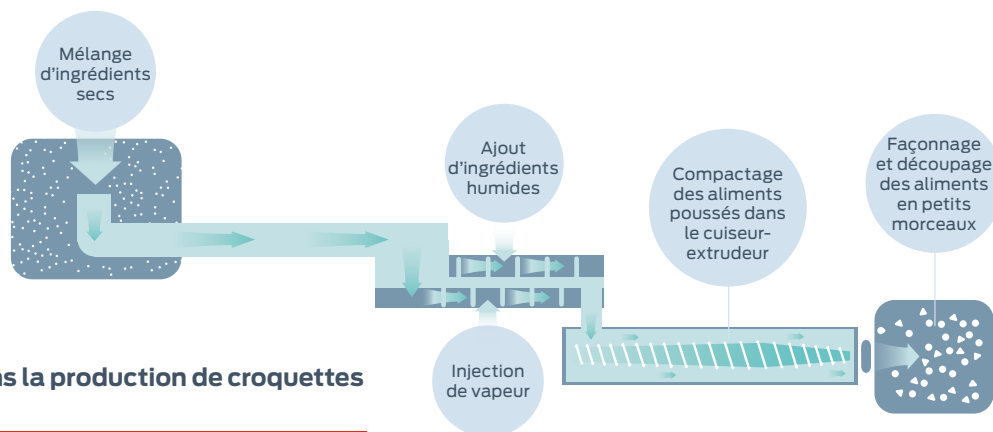 Mélange
d’ingrédients
secs
Ajout
d’ingrédients
humides
Compactage
des aliments
poussés dans
le cuiseur-
extrudeur
Façonnage
et découpage
des aliments
en petits
morceaux
Injection
de vapeur
la production de croquettes